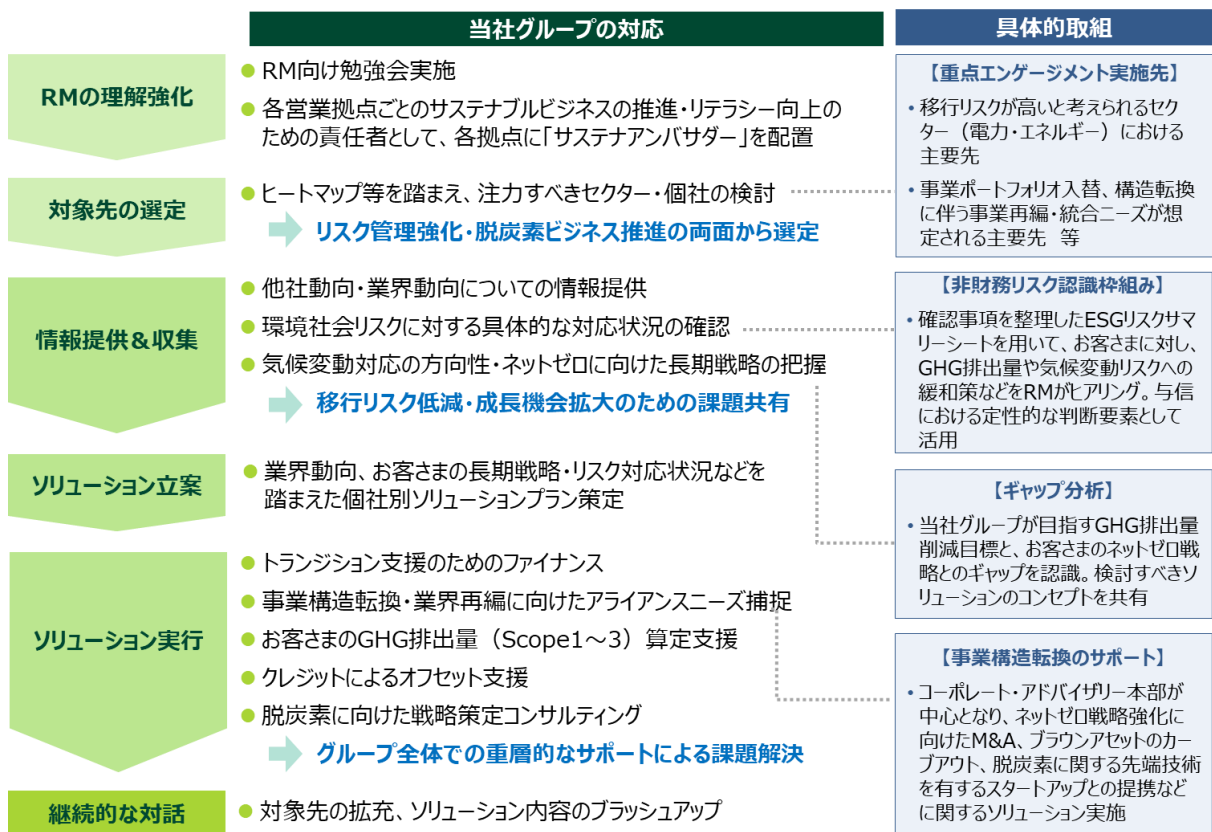 当社グループの対応
具体的取組
RMの理解強化
● RM向け勉強会実施
● 各営業拠点ごとのサステナブルビジネスの推進・リテラシー向上の
ための責任者として、各拠点に「サステナアンバサダー」を配置
対象先の選定
● ヒートマップ等を踏まえ、注力すべきセクター・個社の検討
リスク管理強化・脱炭素ビジネス推進の両面から選定
【重点エンゲージメント実施先】
• 移行リスクが高いと考えられるセク
ター（電力・エネルギー）における
主要先
• 事業ポートフォリオ入替、構造転換
に伴う事業再編・統合ニーズが想
定される主要先 等
情報提供＆収集
● 他社動向・業界動向についての情報提供
● 環境社会リスクに対する具体的な対応状況の確認
● 気候変動対応の方向性・ネットゼロに向けた長期戦略の把握
移行リスク低減・成長機会拡大のための課題共有
【非財務リスク認識枠組み】
• 確認事項を整理したESGリスクサマ
リーシートを用いて、お客さまに対し、
GHG排出量や気候変動リスクへの
緩和策などをRMがヒアリング。与信
における定性的な判断要素として
活用
ソリューション立案
● 業界動向、お客さまの長期戦略・リスク対応状況などを
踏まえた個社別ソリューションプラン策定
【ギャップ分析】
• 当社グループが目指すGHG排出量
削減目標と、お客さまのネットゼロ戦
略とのギャップを認識。検討すべきソ
リューションのコンセプトを共有
ソリューション実行
● トランジション支援のためのファイナンス
● 事業構造転換・業界再編に向けたアライアンスニーズ捕捉
● お客さまのGHG排出量（Scope1～3）算定支援
● クレジットによるオフセット支援
● 脱炭素に向けた戦略策定コンサルティング
グループ全体での重層的なサポートによる課題解決
【事業構造転換のサポート】
• コーポレート・アドバイザリー本部が
中心となり、ネットゼロ戦略強化に
向けたM&A、ブラウンアセットのカー
ブアウト、脱炭素に関する先端技術
を有するスタートアップとの提携など
に関するソリューション実施
継続的な対話
● 対象先の拡充、ソリューション内容のブラッシュアップ